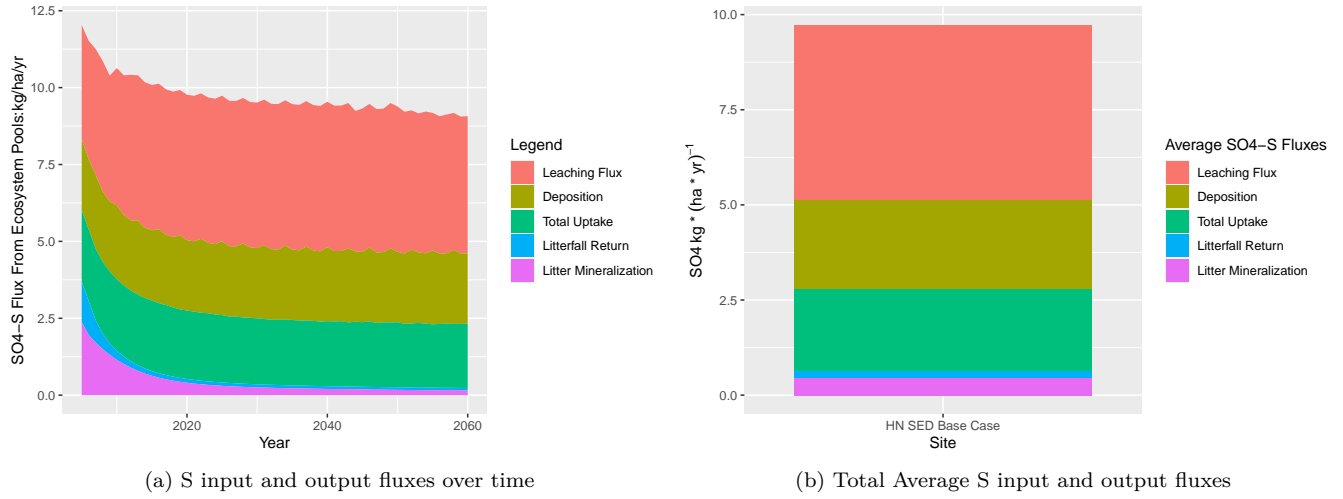 12.5
10.0
7.5
5.0
2.5
0.0
SO4−S Flux From Ecosystem Pools:kg/ha/yr
2020
2040
2060
Year
Legend
Leaching Flux
Deposition
Total Uptake
Litterfall Return
Litter Mineralization
(a) S input and output fluxes over time
10.0
7.5
5.0
2.5
0.0
SO4 kg * (ha * yr)⁻¹
HN SED Base Case
Site
Average SO4−S Fluxes
Leaching Flux
Deposition
Total Uptake
Litterfall Return
Litter Mineralization
(b) Total Average S input and output fluxes